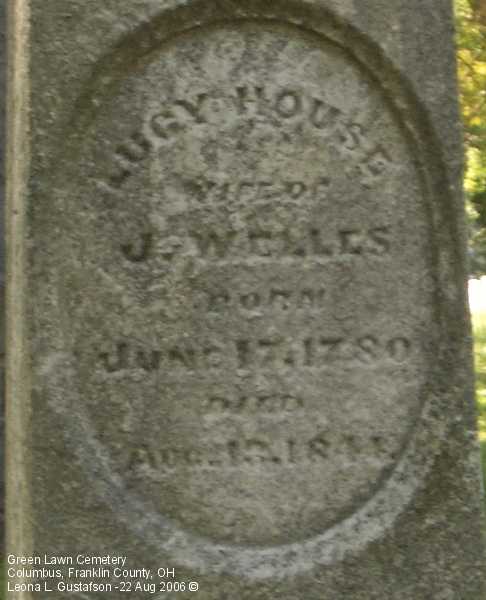 LUCY HOUSE
WIFE OF
J. WELLES
BORN
JUNE 17, 1780
DIED
AUG.
Green Lawn Cemetery
Columbus, Franklin County, OH
Leona L. Gustafson -22 Aug 2006 ©